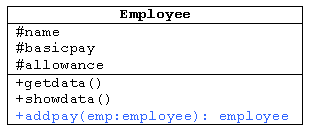 Employee
#name
#basicpay
#allowance
+getdata()
+showdata()
+addpay(emp:employee): employee